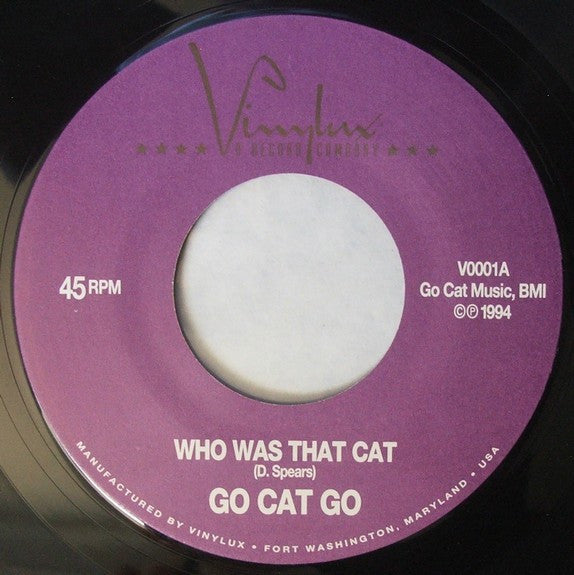 Vinylux
★★★★ A RECORD COMPANY ★★★★
45 RPM
V0001A
Go Cat Music, BMI
©℗ 1994
WHO WAS THAT CAT
(D. Spears)
GO CAT GO
MANUFACTURED BY VINYLUX • FORT WASHINGTON, MARYLAND • USA